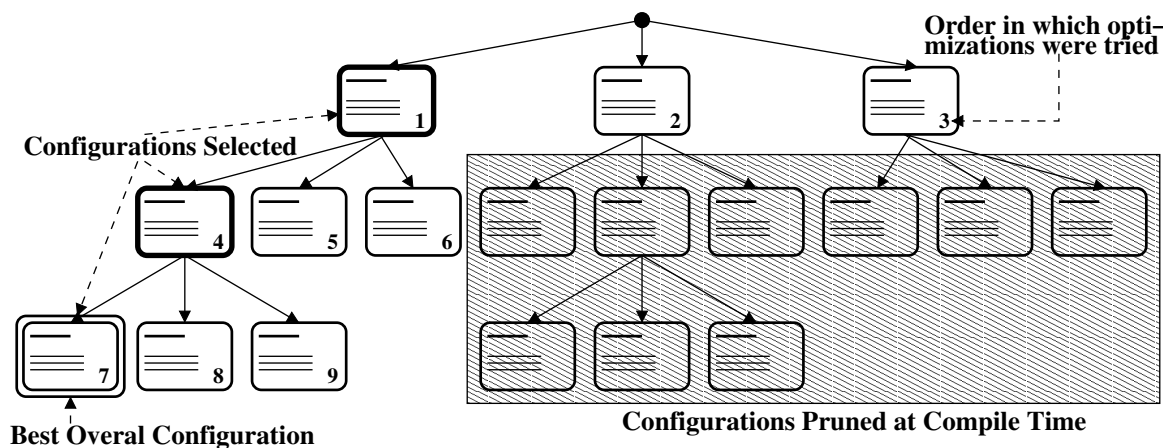 Order in which opti–
mizations were tried
1
2
3
Configurations Selected
4
5
6
7
8
9
Configurations Pruned at Compile Time
Best Overal Configuration